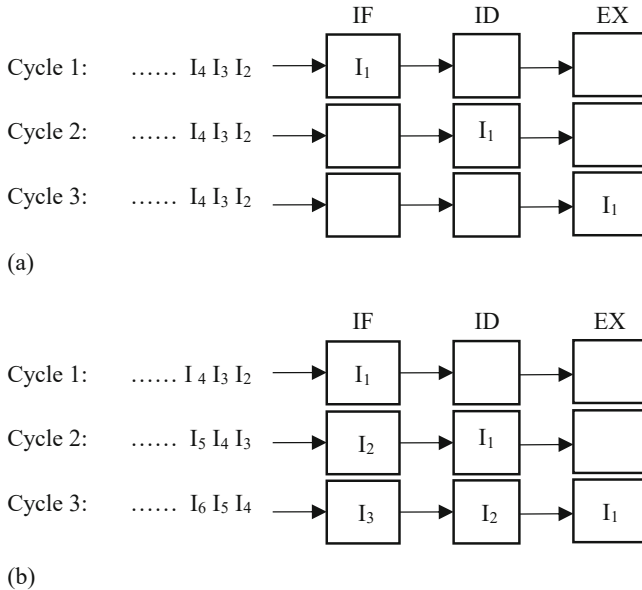 IF ID EX
Cycle 1: …… I₄ I₃ I₂ I₁
Cycle 2: …… I₄ I₃ I₂ I₁
Cycle 3: …… I₄ I₃ I₂ I₁
(a)
IF ID EX
Cycle 1: …… I ₄ I₃ I₂ I₁
Cycle 2: …… I₅ I₄ I₃ I₂ I₁
Cycle 3: …… I₆ I₅ I₄ I₃ I₂ I₁
(b)